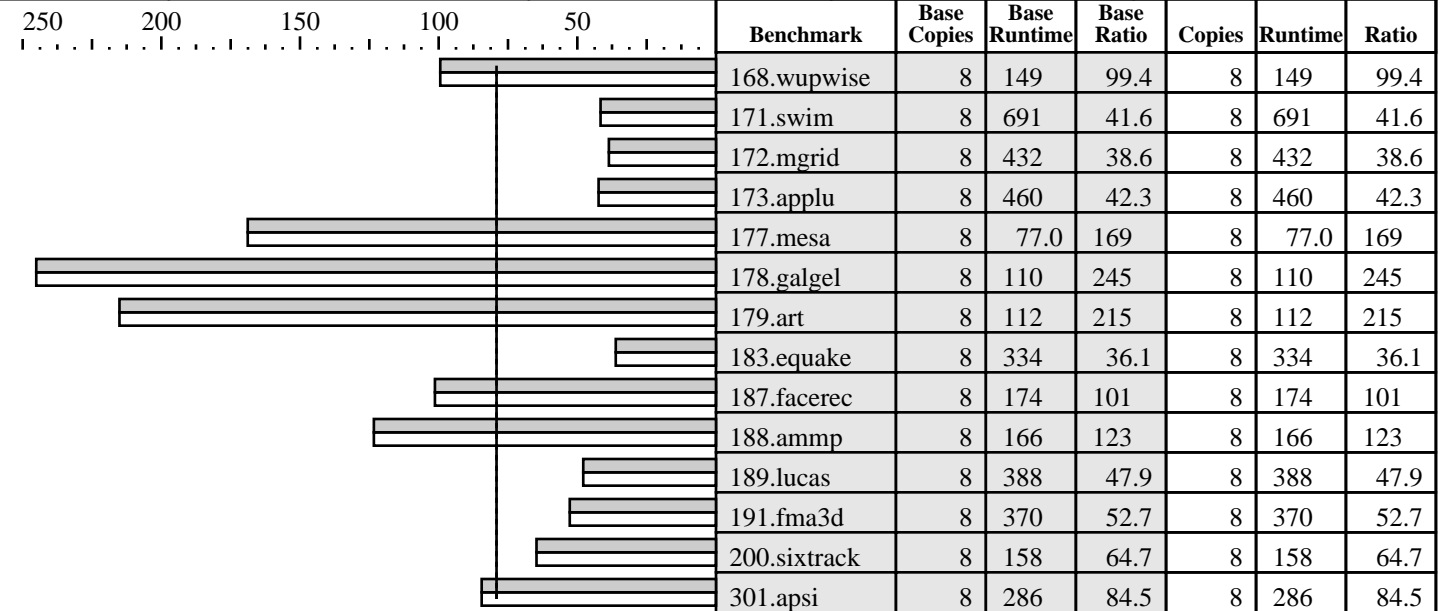 250 200 150 100 50
Benchmark Base Copies Base Runtime Base Ratio Copies Runtime Ratio
168.wupwise 8 149 99.4 8 149 99.4
171.swim 8 691 41.6 8 691 41.6
172.mgrid 8 432 38.6 8 432 38.6
173.applu 8 460 42.3 8 460 42.3
177.mesa 8 77.0 169 8 77.0 169
178.galgel 8 110 245 8 110 245
179.art 8 112 215 8 112 215
183.equake 8 334 36.1 8 334 36.1
187.facerec 8 174 101 8 174 101
188.ammp 8 166 123 8 166 123
189.lucas 8 388 47.9 8 388 47.9
191.fma3d 8 370 52.7 8 370 52.7
200.sixtrack 8 158 64.7 8 158 64.7
301.apsi 8 286 84.5 8 286 84.5